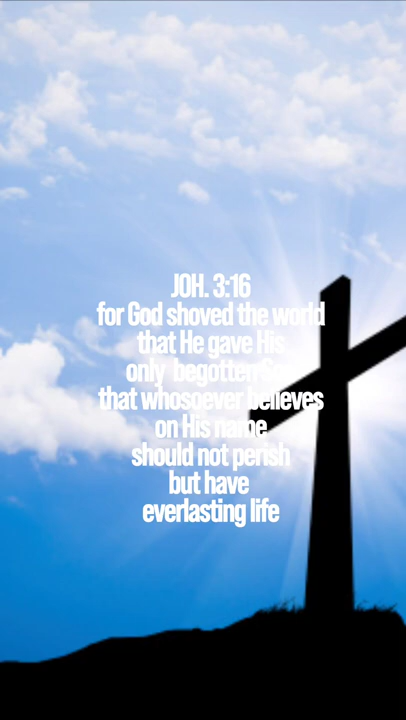 JOH. 3:16
for God shoved the world
that He gave His
only begotten
that whosoever believes
on His name
should not perish
but have
everlasting life